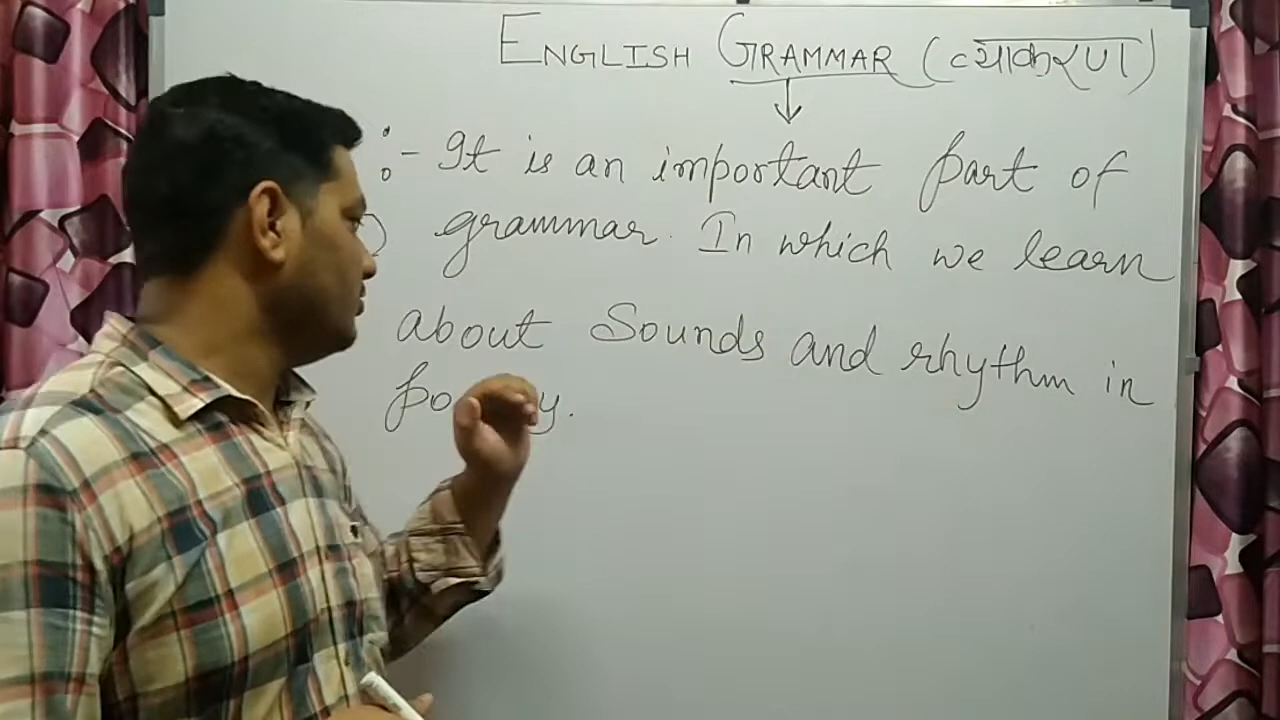 ENGLISH GRAMMAR (व्याकरण)
:- It is an important part of
grammar. In which we learn
about Sounds and rhythm in